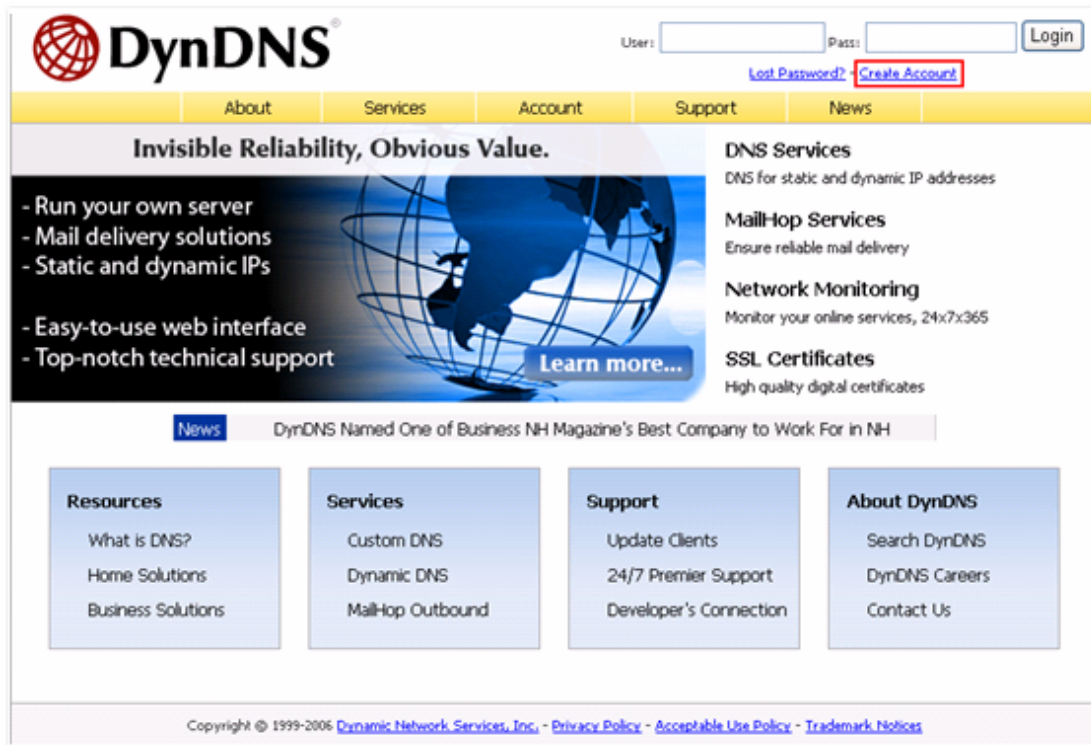 DynDNS®
User:
Pass:
Login
Lost Password? - Create Account
About Services Account Support News
Invisible Reliability, Obvious Value.
- Run your own server
- Mail delivery solutions
- Static and dynamic IPs
- Easy-to-use web interface
- Top-notch technical support
Learn more...
DNS Services
DNS for static and dynamic IP addresses
MailHop Services
Ensure reliable mail delivery
Network Monitoring
Monitor your online services, 24x7x365
SSL Certificates
High quality digital certificates
News DynDNS Named One of Business NH Magazine's Best Company to Work For in NH
Resources
What is DNS?
Home Solutions
Business Solutions
Services
Custom DNS
Dynamic DNS
MailHop Outbound
Support
Update Clients
24/7 Premier Support
Developer's Connection
About DynDNS
Search DynDNS
DynDNS Careers
Contact Us
Copyright © 1999-2006 Dynamic Network Services, Inc. - Privacy Policy - Acceptable Use Policy - Trademark Notices